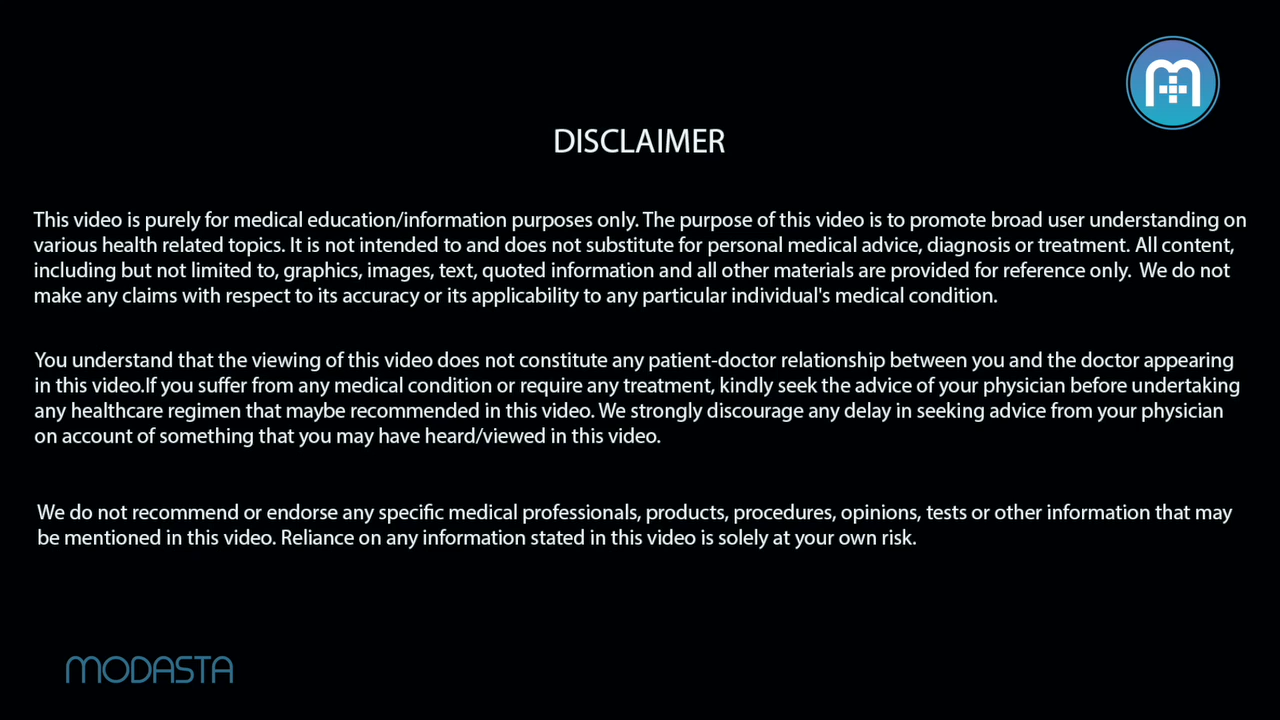 DISCLAIMER
This video is purely for medical education/information purposes only. The purpose of this video is to promote broad user understanding on
various health related topics. It is not intended to and does not substitute for personal medical advice, diagnosis or treatment. All content,
including but not limited to, graphics, images, text, quoted information and all other materials are provided for reference only.  We do not
make any claims with respect to its accuracy or its applicability to any particular individual's medical condition.
You understand that the viewing of this video does not constitute any patient-doctor relationship between you and the doctor appearing
in this video.If you suffer from any medical condition or require any treatment, kindly seek the advice of your physician before undertaking
any healthcare regimen that maybe recommended in this video. We strongly discourage any delay in seeking advice from your physician
on account of something that you may have heard/viewed in this video.
We do not recommend or endorse any specific medical professionals, products, procedures, opinions, tests or other information that may
be mentioned in this video. Reliance on any information stated in this video is solely at your own risk.
MODASTA